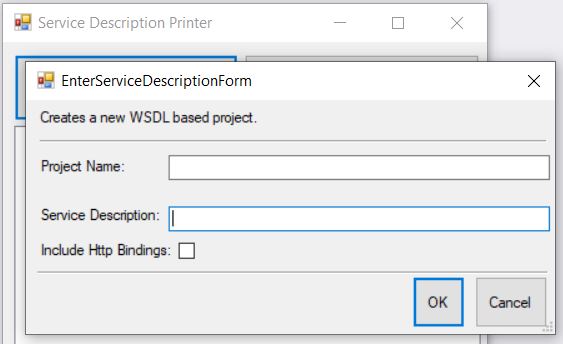 Service Description Printer
EnterServiceDescriptionForm
Creates a new WSDL based project.
Project Name:
Service Description:
Include Http Bindings:
OK Cancel